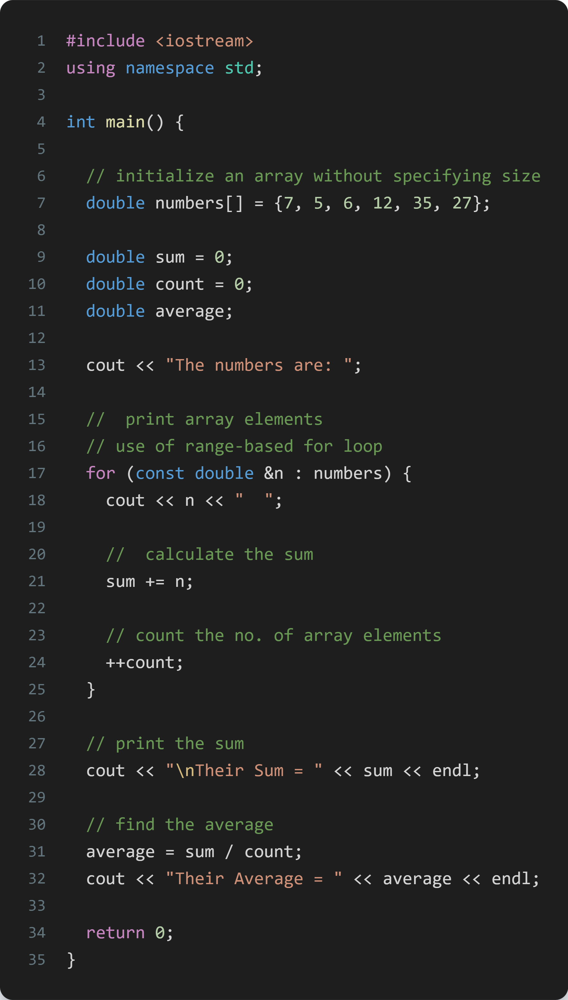 1 #include <iostream>
2 using namespace std;
3
4 int main() {
5
6   // initialize an array without specifying size
7   double numbers[] = {7, 5, 6, 12, 35, 27};
8
9   double sum = 0;
10   double count = 0;
11   double average;
12
13   cout << "The numbers are: ";
14
15   //  print array elements
16   // use of range-based for loop
17   for (const double &n : numbers) {
18     cout << n << "  ";
19
20     //  calculate the sum
21     sum += n;
22
23     // count the no. of array elements
24     ++count;
25   }
26
27   // print the sum
28   cout << "\nTheir Sum = " << sum << endl;
29
30   // find the average
31   average = sum / count;
32   cout << "Their Average = " << average << endl;
33
34   return 0;
35 }